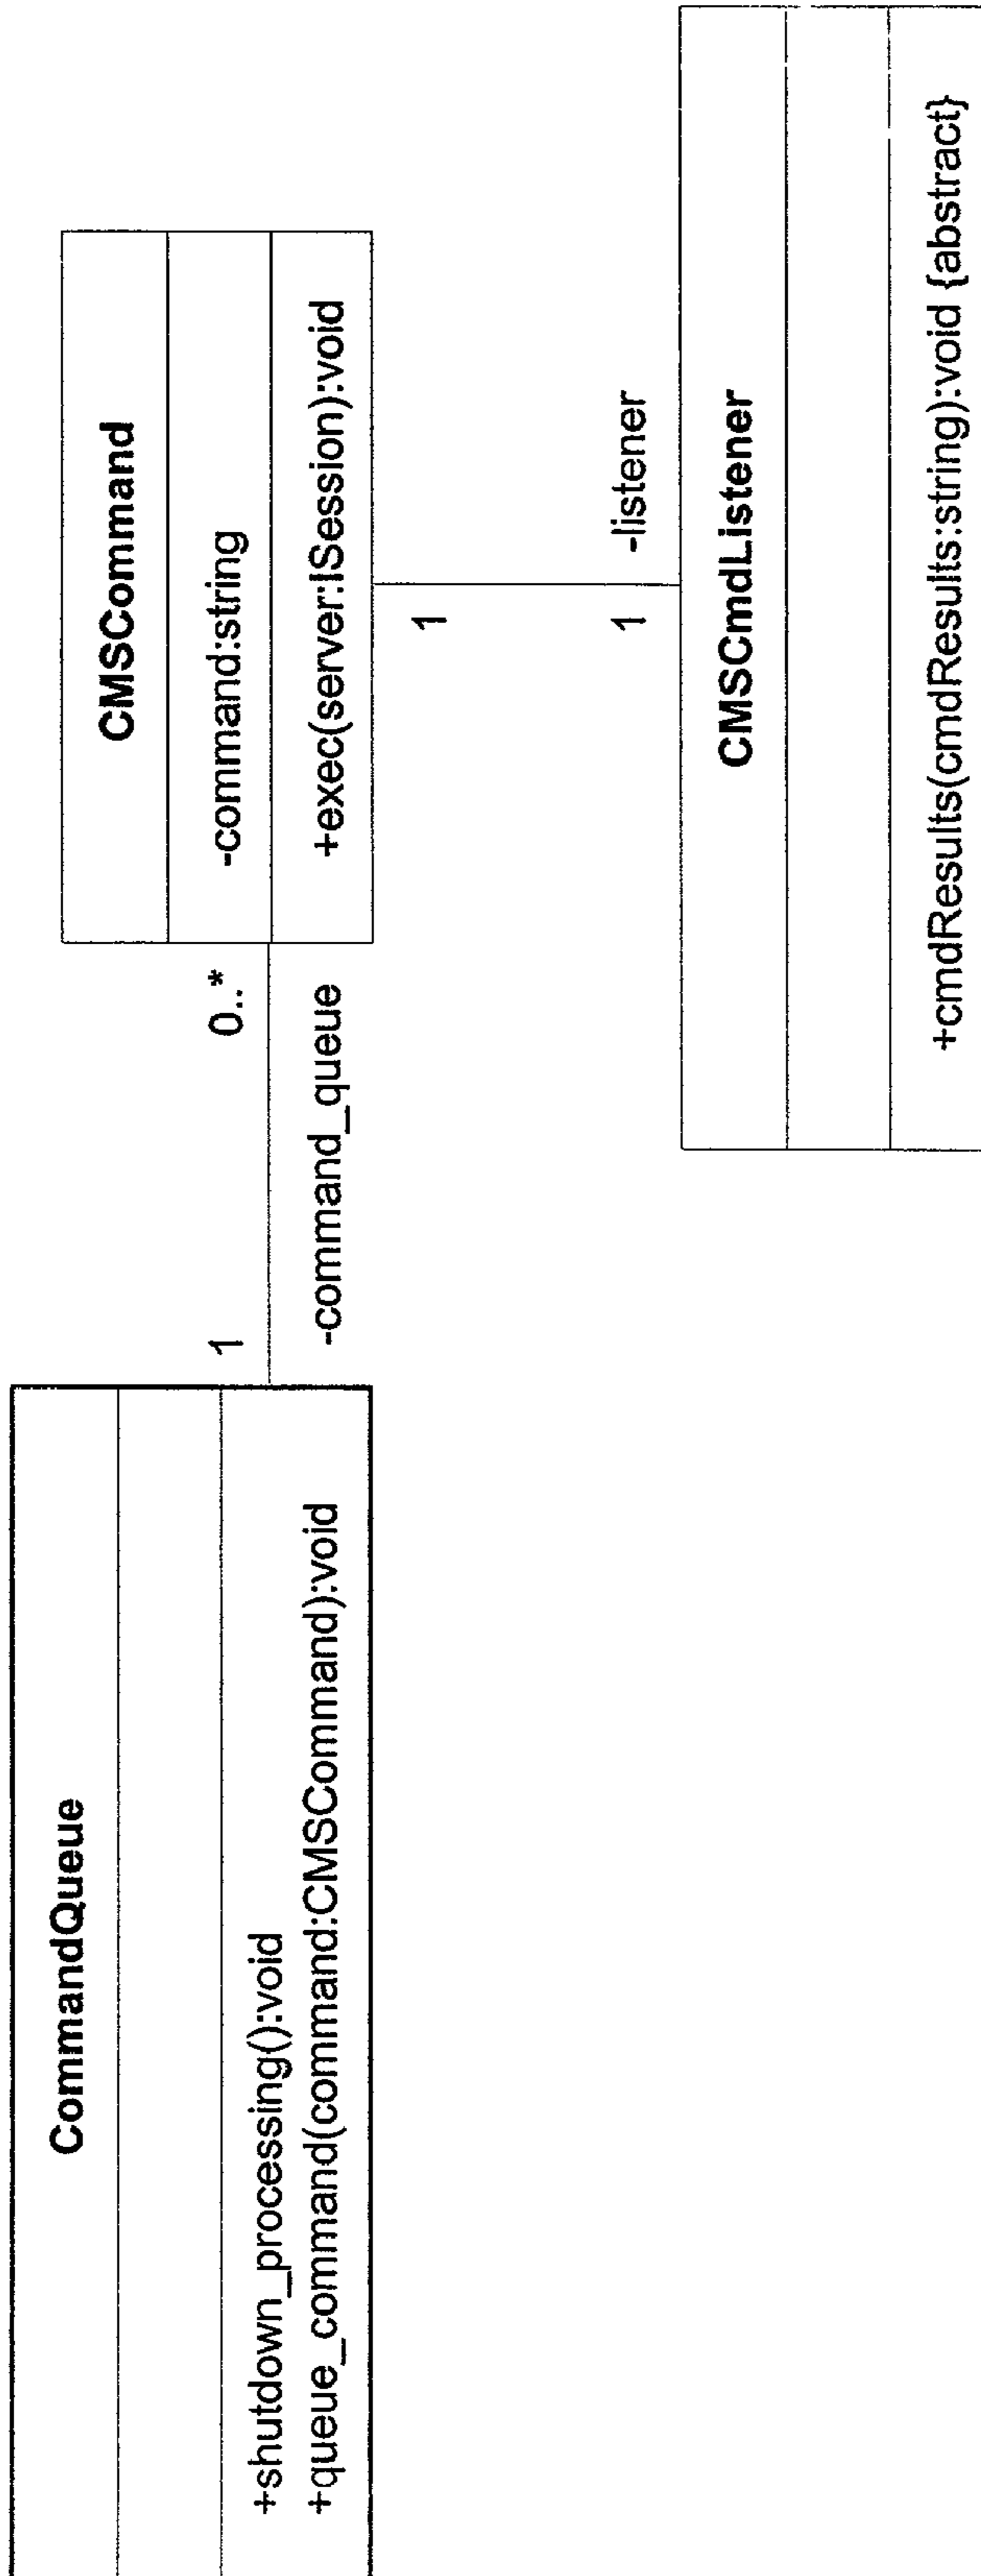 CommandQueue
+shutdown_processing():void
+queue_command(command:CMSCommand):void
1
0..*
-command_queue
CMSCommand
-command:string
+exec(server:ISession):void
1
1
-listener
CMSCmdListener
+cmdResults(cmdResults:string):void {abstract}